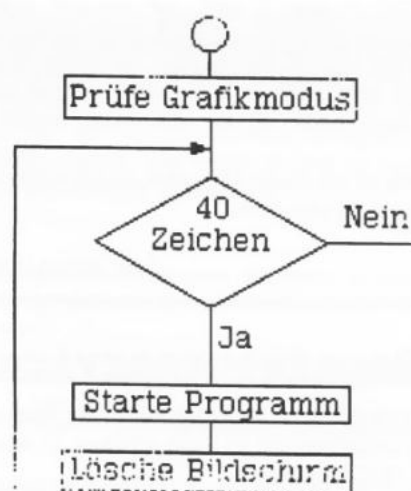 Prüfe Grafikmodus
40
Zeichen
Nein
Ja
Starte Programm
Lösche Bildschirm